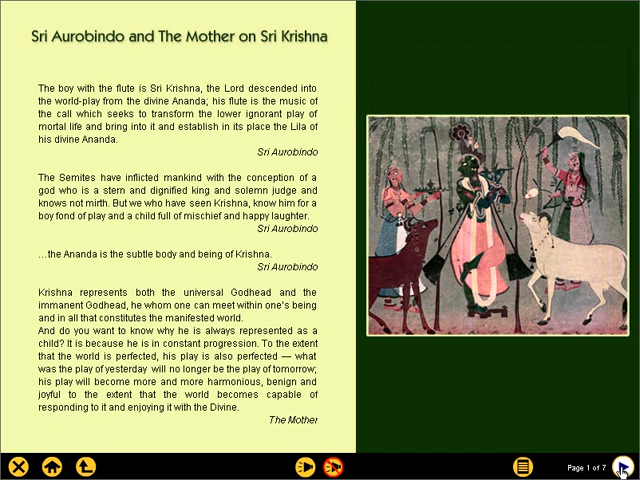 Sri Aurobindo and The Mother on Sri Krishna
The boy with the flute is Sri Krishna, the Lord descended into
the world-play from the divine Ananda; his flute is the music of
the call which seeks to transform the lower ignorant play of
mortal life and bring into it and establish in its place the Lila of
his divine Ananda.
Sri Aurobindo
The Semites have inflicted mankind with the conception of a
god who is a stern and dignified king and solemn judge and
knows not mirth. But we who have seen Krishna, know him for a
boy fond of play and a child full of mischief and happy laughter.
Sri Aurobindo
…the Ananda is the subtle body and being of Krishna.
Sri Aurobindo
Krishna represents both the universal Godhead and the
immanent Godhead, he whom one can meet within one's being
and in all that constitutes the manifested world.
And do you want to know why he is always represented as a
child? It is because he is in constant progression. To the extent
that the world is perfected, his play is also perfected — what
was the play of yesterday will no longer be the play of tomorrow;
his play will become more and more harmonious, benign and
joyful to the extent that the world becomes capable of
responding to it and enjoying it with the Divine.
The Mother
Page 1 of 7